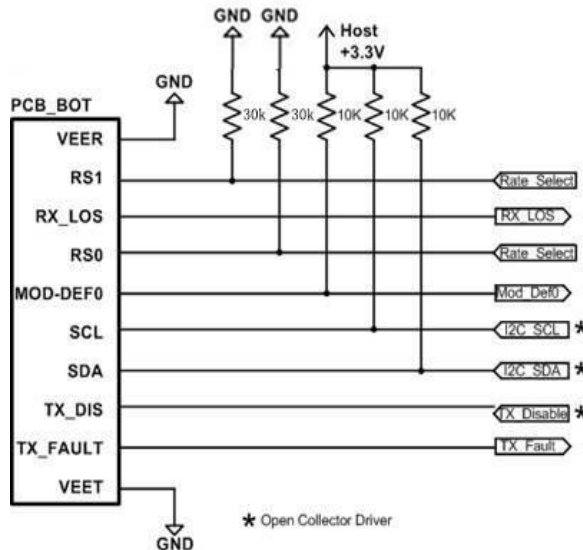 GND GND Host
+3.3V
GND
PCB_BOT
30k 30k 10K 10K 10K
VEER
RS1 Rate_Select
RX_LOS RX_LOS
RS0 Rate_Select
MOD-DEF0 Mod_Def0
SCL I2C_SCL *
SDA I2C_SDA *
TX_DIS TX_Disable *
TX_FAULT TX_Fault
VEET
* Open Collector Driver
GND